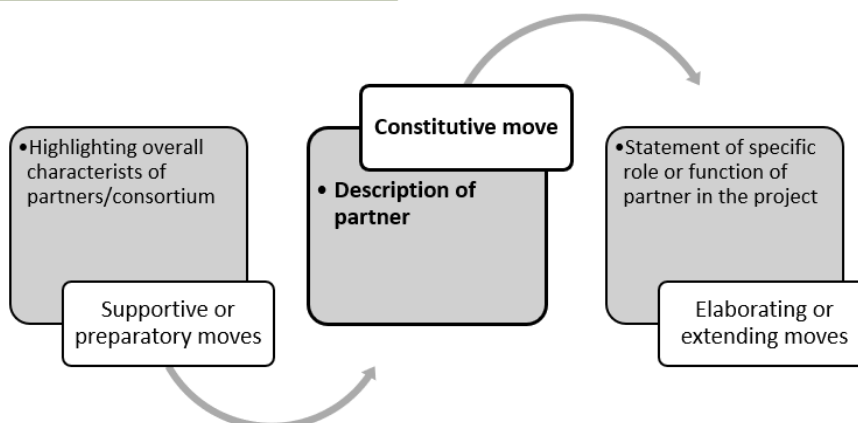 •Highlighting overall
characterists of
partners/consortium
Supportive or
preparatory moves
Constitutive move
• Description of
partner
•Statement of specific
role or function of
partner in the project
Elaborating or
extending moves